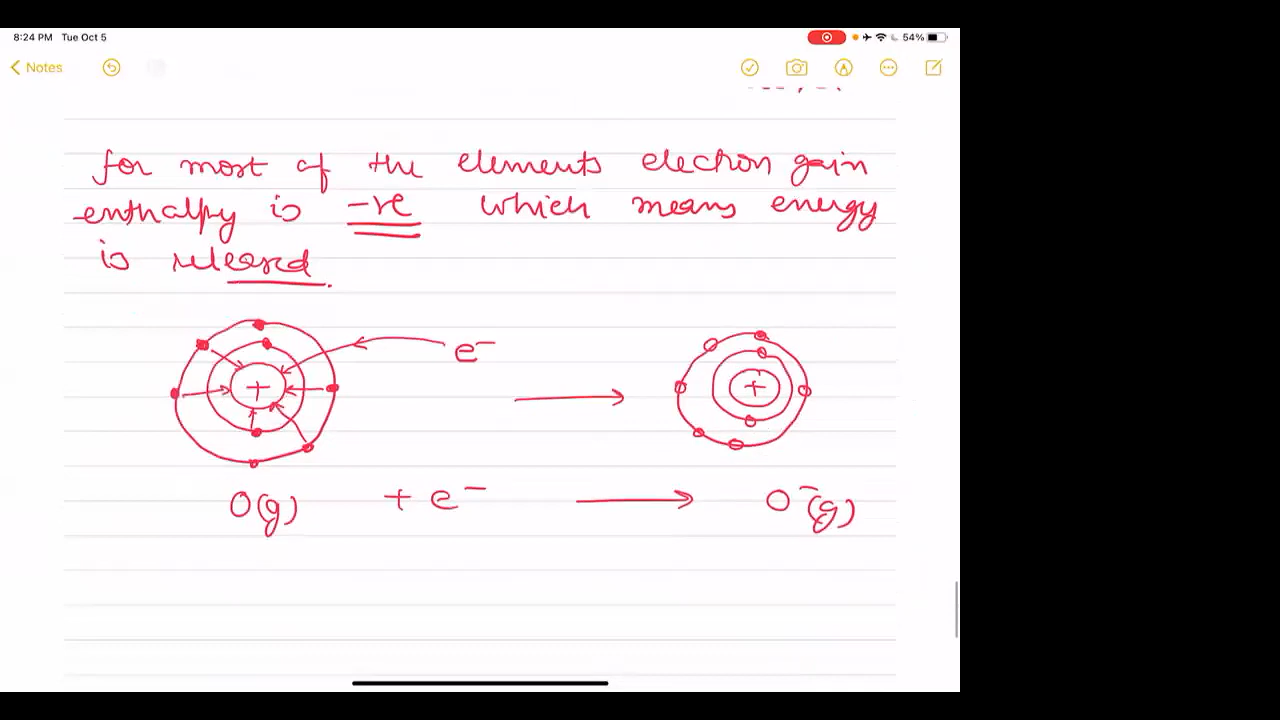 8:24 PM Tue Oct 5
54%
Notes
for most of the elements electron gain
enthalpy is -ve which means energy
is released.
e⁻
+
+
O(g) + e⁻ → O⁻(g)